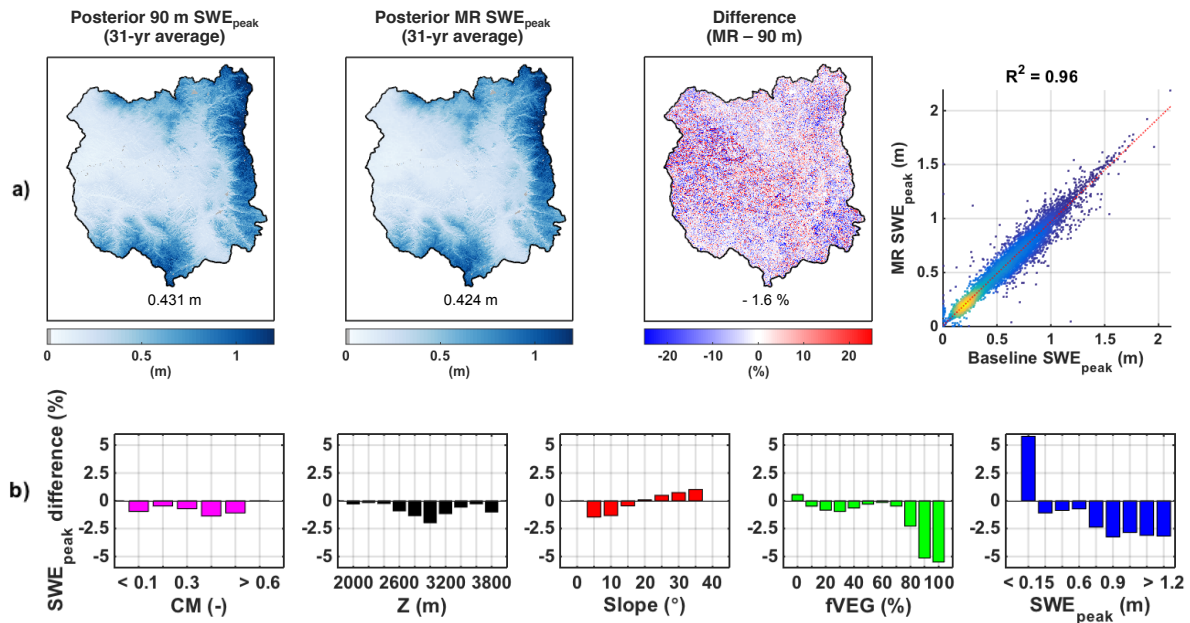 Posterior 90 m SWEpeak
(31-yr average)
Posterior MR SWEpeak
(31-yr average)
Difference
(MR – 90 m)
a)
0.431 m
0 0.5 1
(m)
0.424 m
0 0.5 1
(m)
- 1.6 %
-20 -10 0 10 20
(%)
R² = 0.96
MR SWEpeak (m)
2
1.5
1
0.5
0
0 0.5 1 1.5 2
Baseline SWEpeak (m)
b)
SWEpeak difference (%)
5
2.5
0
-2.5
-5
< 0.1 0.3 > 0.6
CM (-)
5
2.5
0
-2.5
-5
2000 2600 3200 3800
Z (m)
5
2.5
0
-2.5
-5
0 10 20 30 40
Slope (°)
5
2.5
0
-2.5
-5
0 20 40 60 80 100
fVEG (%)
5
2.5
0
-2.5
-5
< 0.15 0.6 0.9 > 1.2
SWEpeak (m)